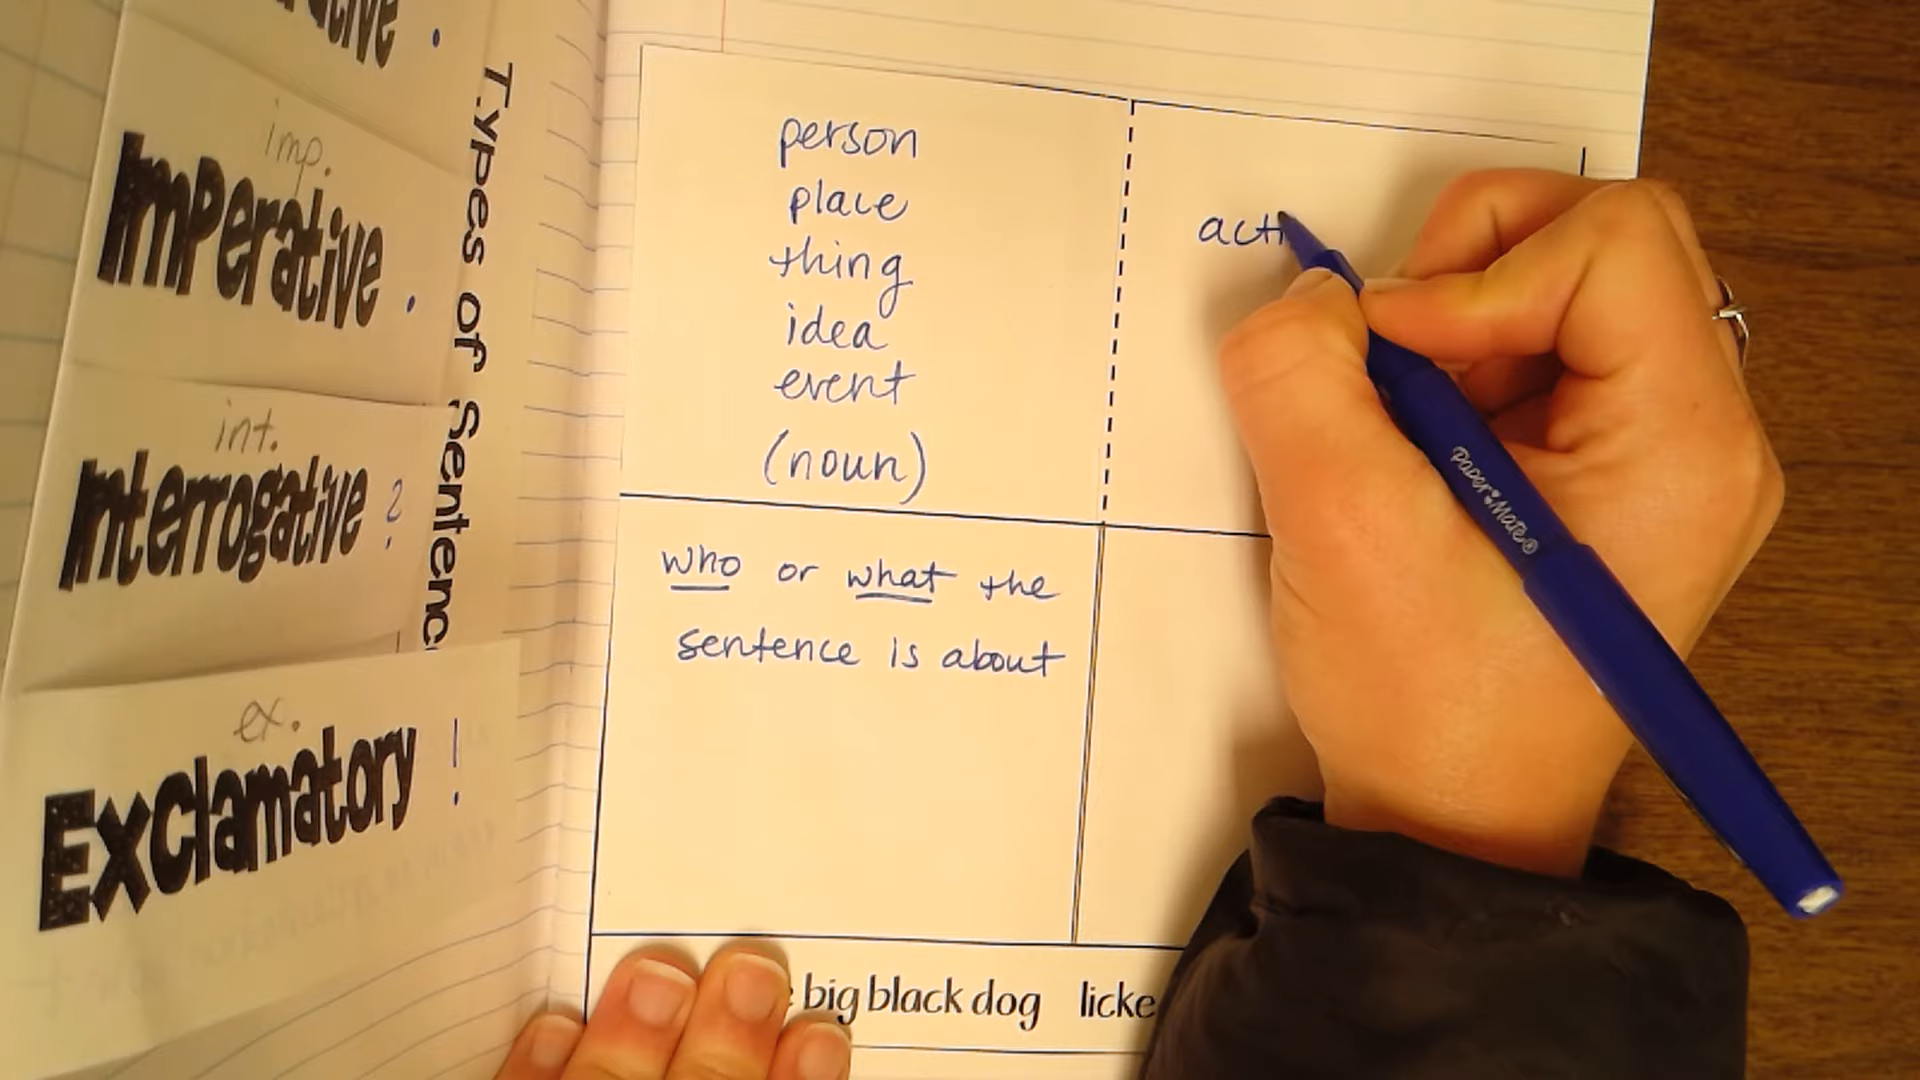 Types of Sentenc
imp.
Imperative .
int.
Interrogative ?
ex.
Exclamatory !
person
place
thing
idea
event
(noun)
acti
who or what the
sentence is about
big black dog licke
Paper Mate®